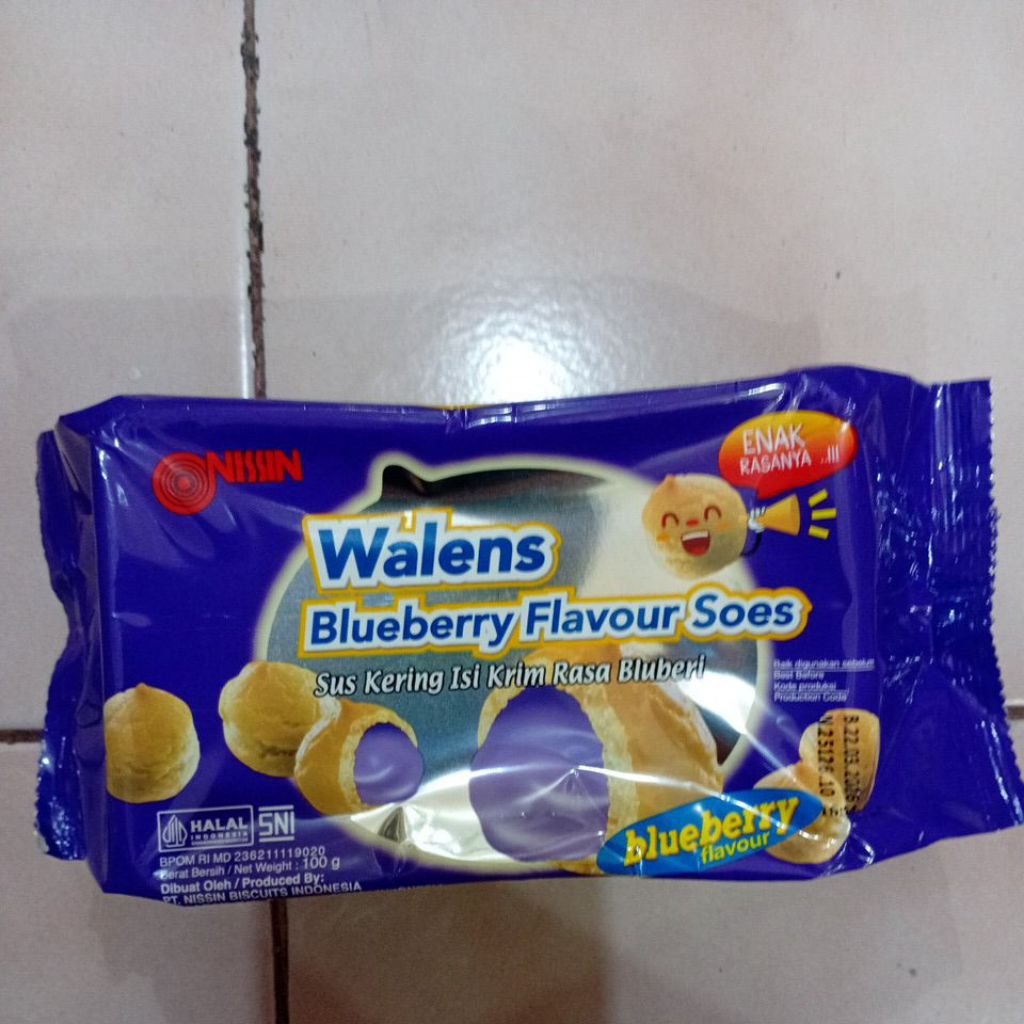 NISSIN
ENAK
RASANYA ..!!!
Walens
Blueberry Flavour Soes
Sus Kering Isi Krim Rasa Bluberi
Baik digunakan sebelum
Best Before
Kode produksi
Production Code
blueberry
flavour
HALAL
INDONESIA
SNI
BPOM RI MD 236211119020
Berat Bersih / Net Weight : 100 g
Dibuat Oleh / Produced By:
PT. NISSIN BISCUITS INDONESIA